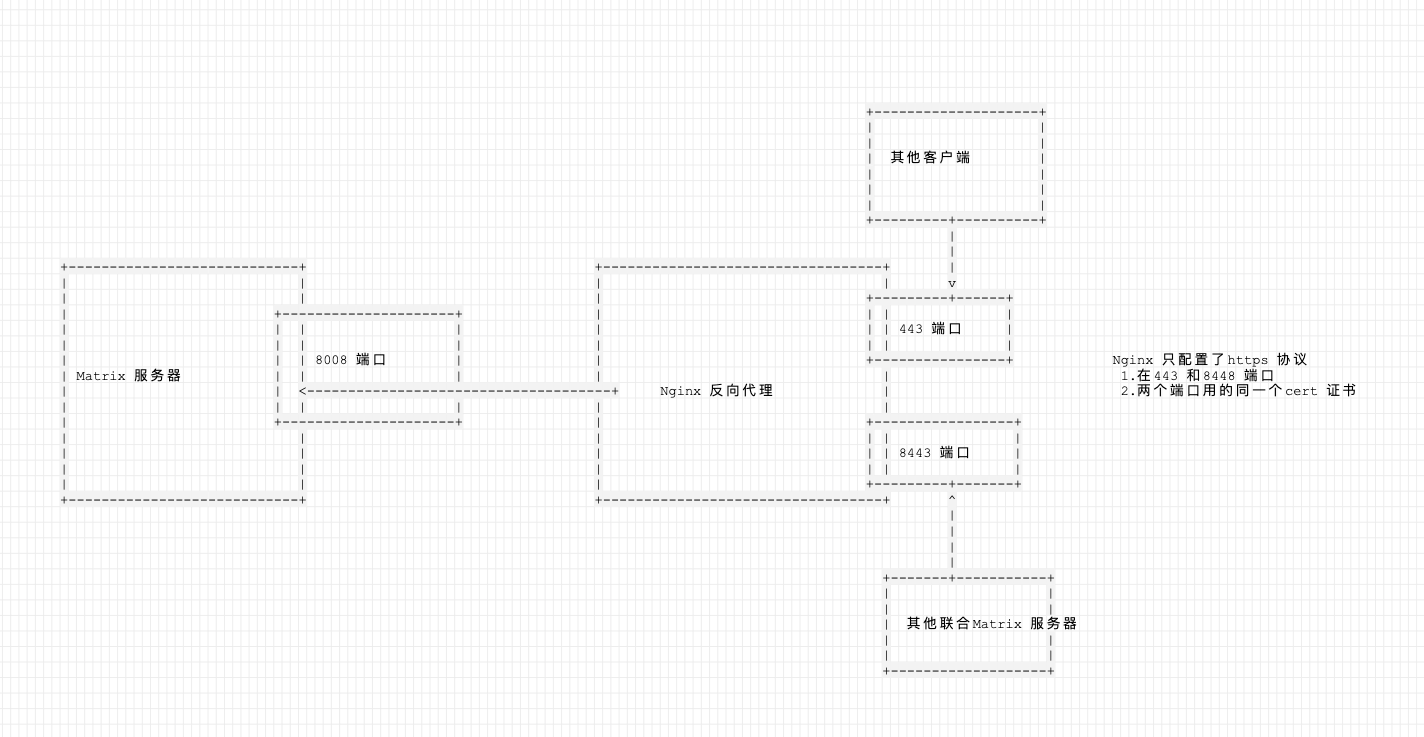 其他客户端
443 端口
8008 端口
Matrix 服务器
Nginx 反向代理
Nginx 只配置了https 协议
1.在443 和8448 端口
2.两个端口用的同一个cert 证书
8443 端口
其他联合Matrix 服务器